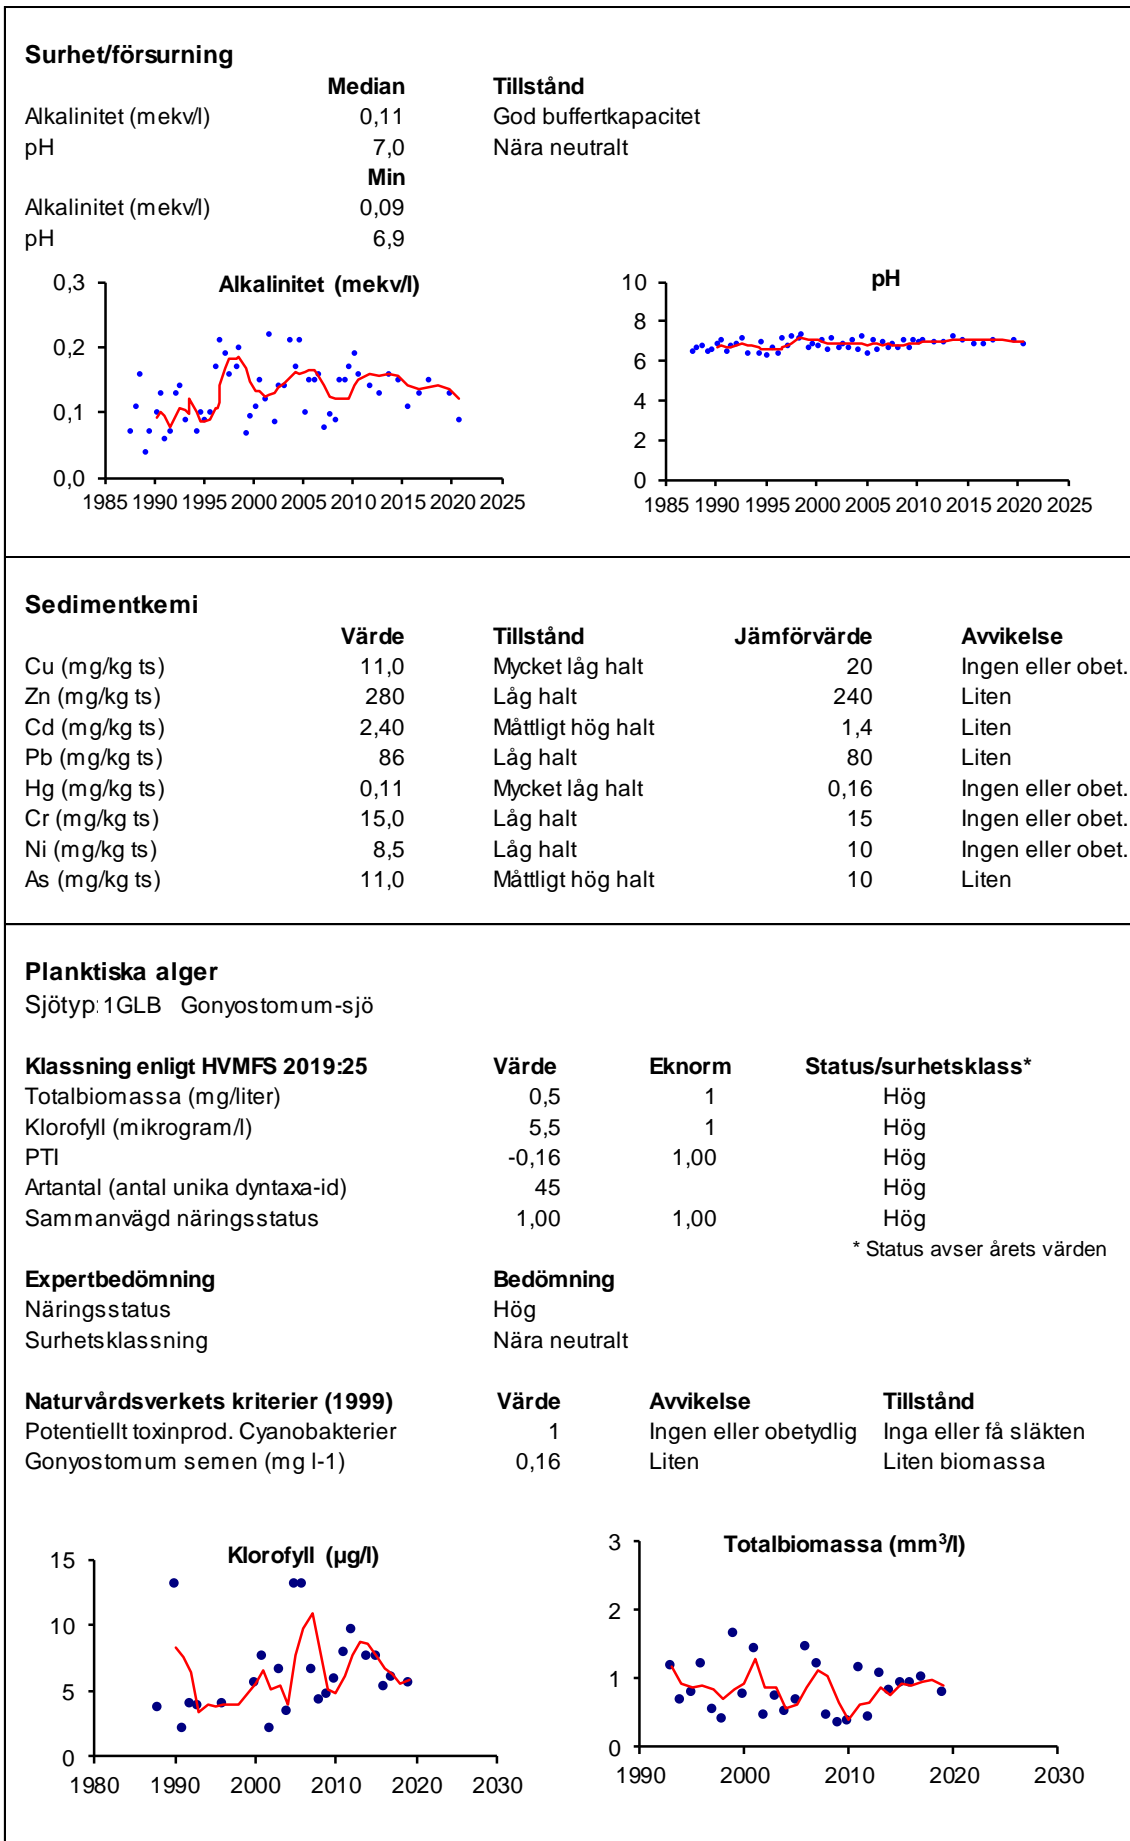 Surhet/försurning
Median Tillstånd
Alkalinitet (mekv/l) 0,11 God buffertkapacitet
pH 7,0 Nära neutralt
Min
Alkalinitet (mekv/l) 0,09
pH 6,9
Alkalinitet (mekv/l)
0,3
0,2
0,1
0,0
1985 1990 1995 2000 2005 2010 2015 2020 2025
pH
10
8
6
4
2
0
1985 1990 1995 2000 2005 2010 2015 2020 2025
Sedimentkemi
Värde Tillstånd Jämförvärde Avvikelse
Cu (mg/kg ts) 11,0 Mycket låg halt 20 Ingen eller obet.
Zn (mg/kg ts) 280 Låg halt 240 Liten
Cd (mg/kg ts) 2,40 Måttligt hög halt 1,4 Liten
Pb (mg/kg ts) 86 Låg halt 80 Liten
Hg (mg/kg ts) 0,11 Mycket låg halt 0,16 Ingen eller obet.
Cr (mg/kg ts) 15,0 Låg halt 15 Ingen eller obet.
Ni (mg/kg ts) 8,5 Låg halt 10 Ingen eller obet.
As (mg/kg ts) 11,0 Måttligt hög halt 10 Liten
Planktiska alger
Sjötyp: 1GLB Gonyostomum-sjö
Klassning enligt HVMFS 2019:25 Värde Eknorm Status/surhetsklass*
Totalbiomassa (mg/liter) 0,5 1 Hög
Klorofyll (mikrogram/l) 5,5 1 Hög
PTI -0,16 1,00 Hög
Artantal (antal unika dyntaxa-id) 45 Hög
Sammanvägd näringsstatus 1,00 1,00 Hög
* Status avser årets värden
Expertbedömning Bedömning
Näringsstatus Hög
Surhetsklassning Nära neutralt
Naturvårdsverkets kriterier (1999) Värde Avvikelse Tillstånd
Potentiellt toxinprod. Cyanobakterier 1 Ingen eller obetydlig Inga eller få släkten
Gonyostomum semen (mg l-1) 0,16 Liten Liten biomassa
Klorofyll (µg/l)
15
10
5
0
1980 1990 2000 2010 2020 2030
Totalbiomassa (mm³/l)
3
2
1
0
1990 2000 2010 2020 2030